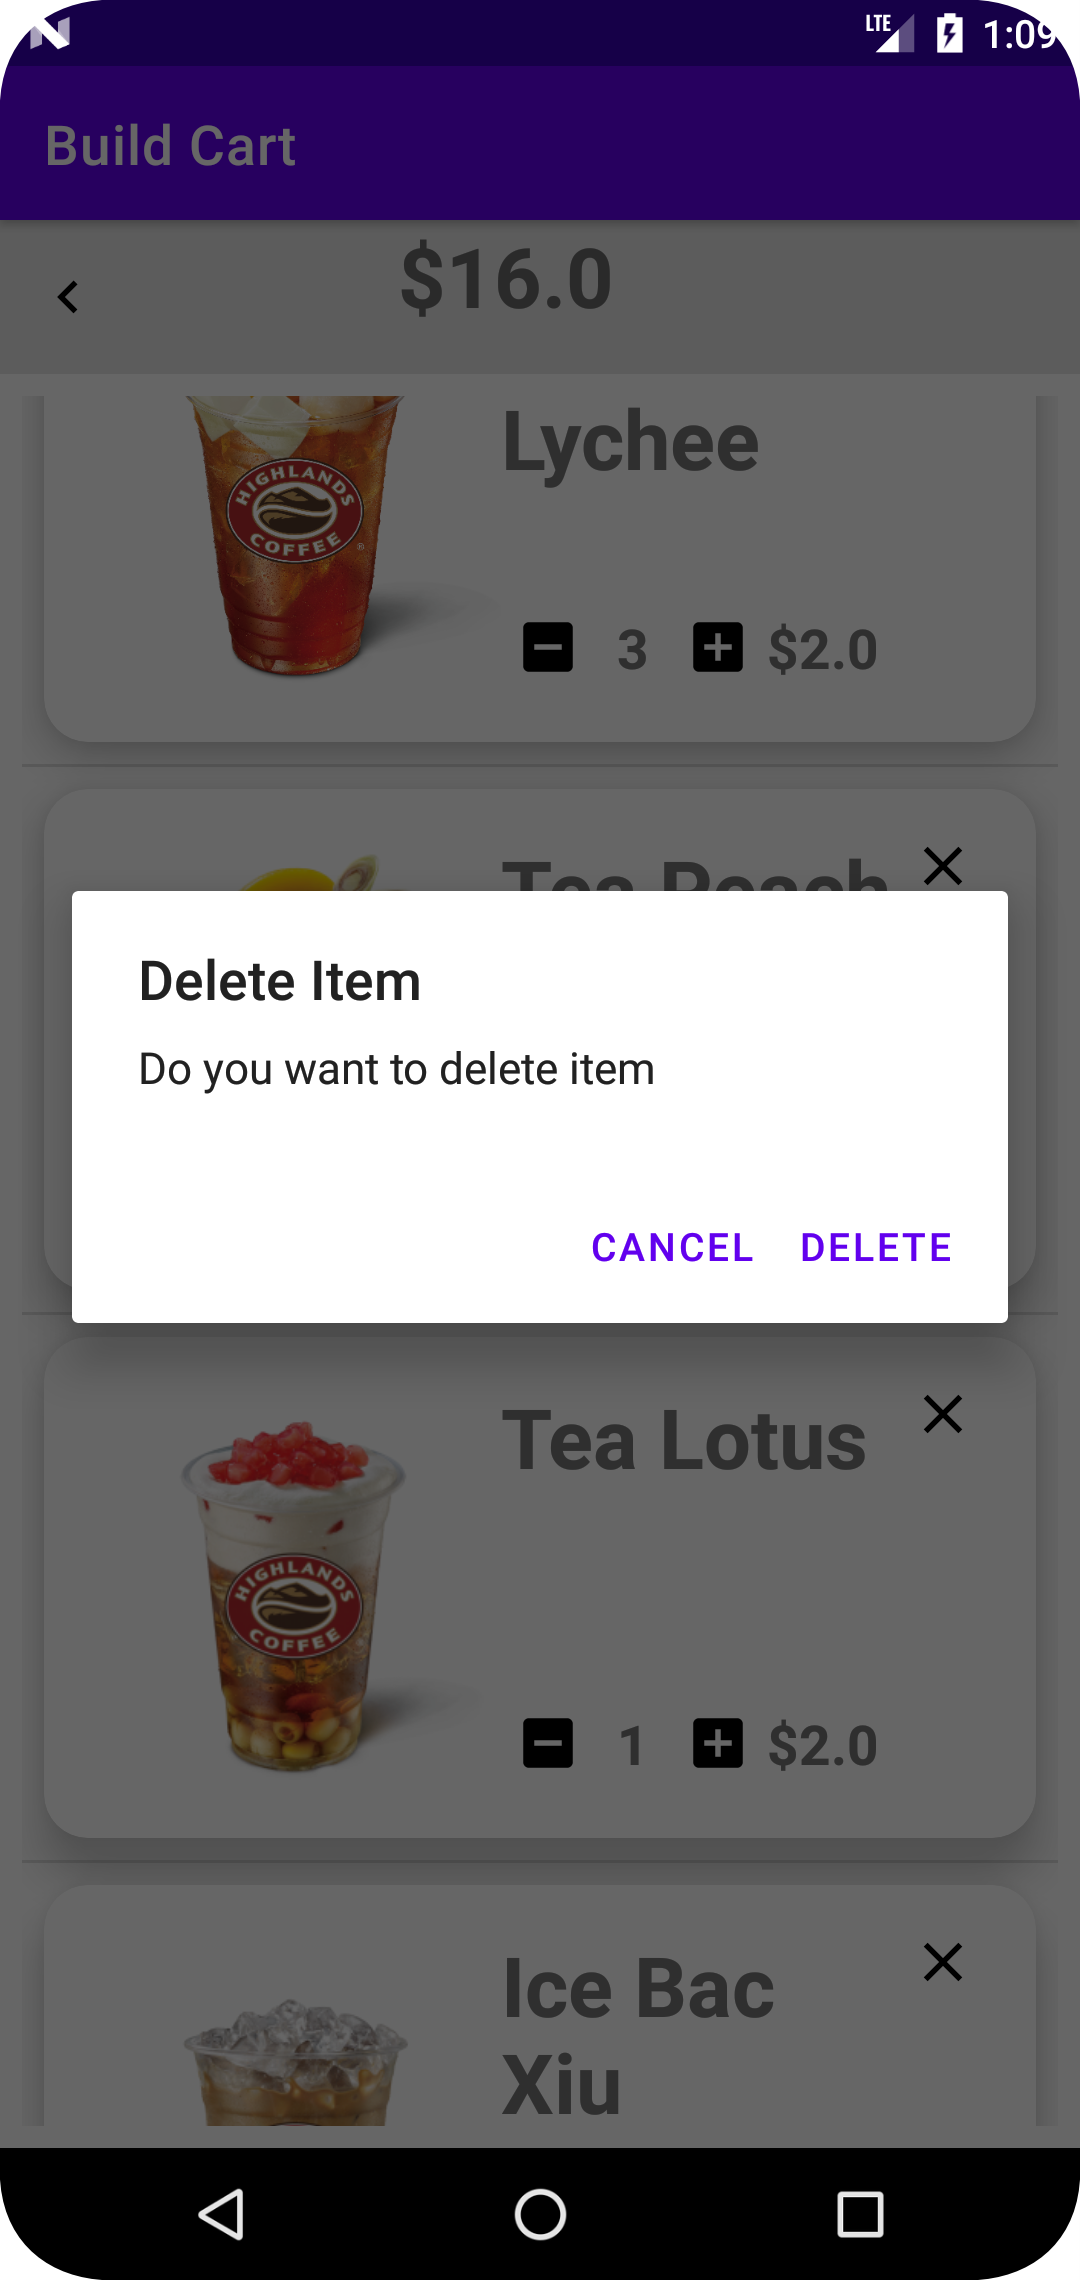 LTE 1:09
Build Cart
$16.0
Lychee
HIGHLANDS
COFFEE
3 $2.0
Tea Peach
Delete Item
Do you want to delete item
CANCEL DELETE
Tea Lotus
HIGHLANDS
COFFEE
1 $2.0
Ice Bac
Xiu